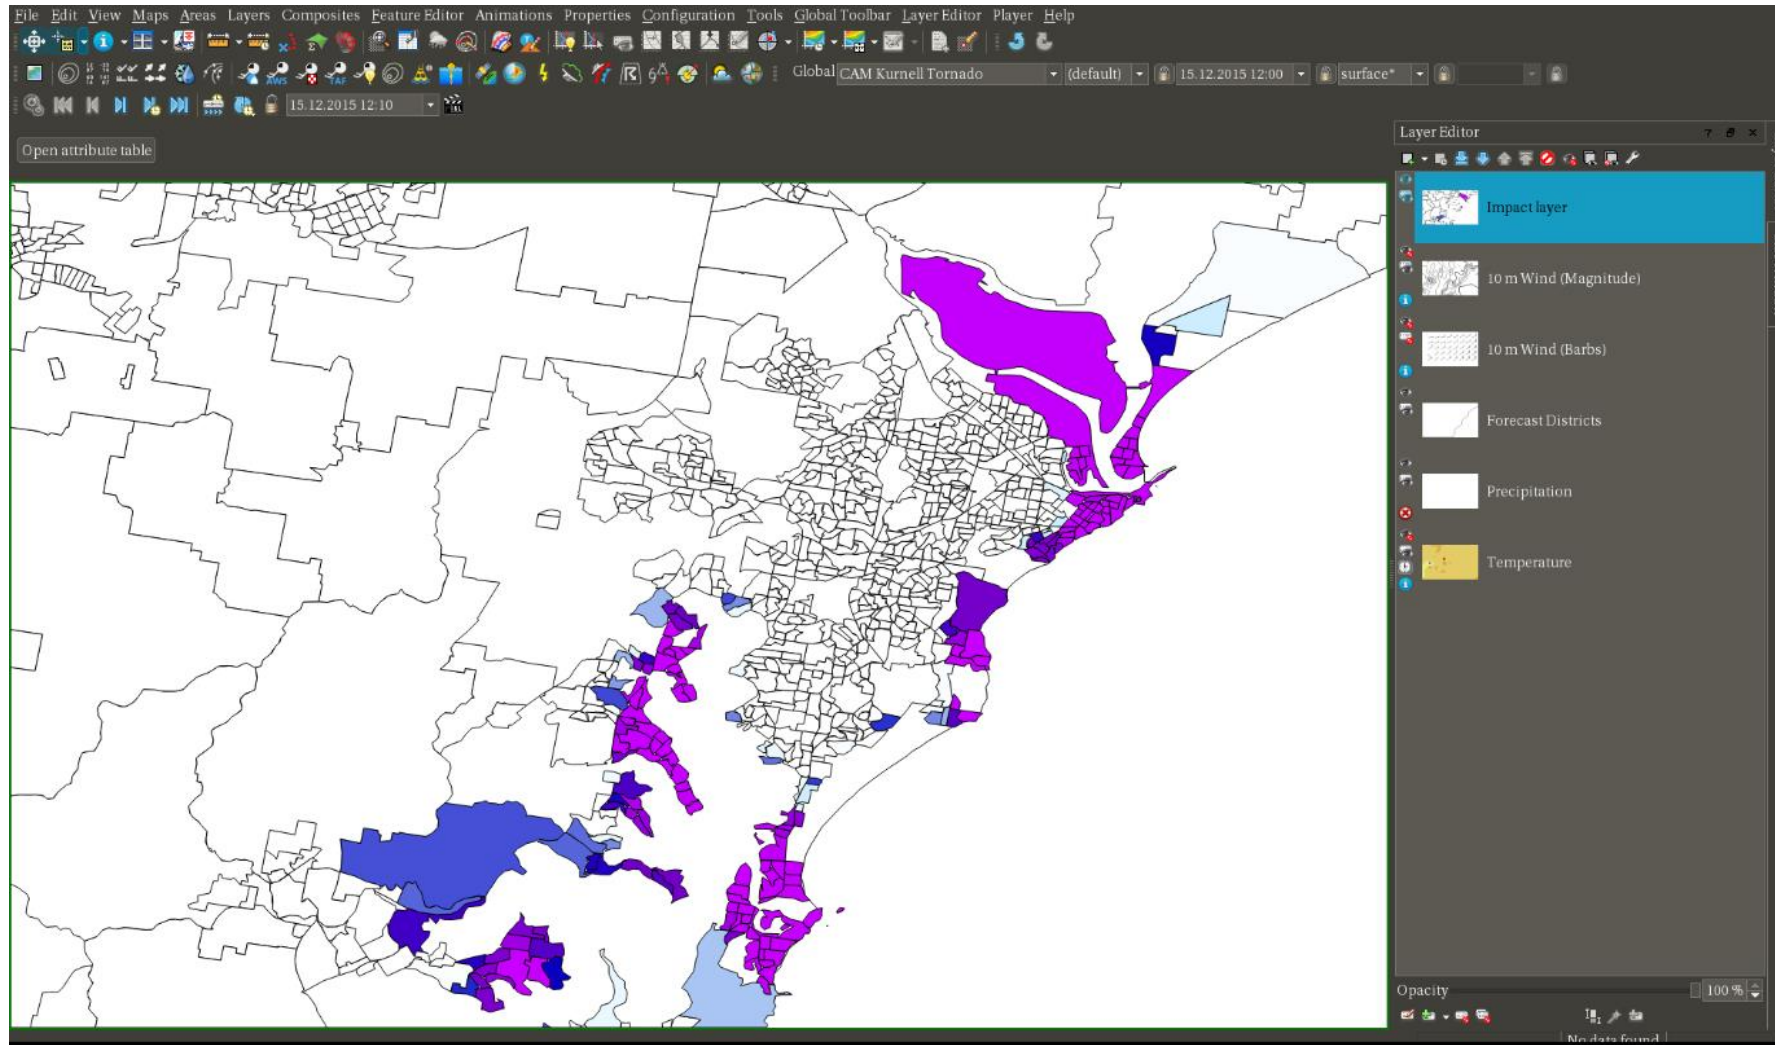 File Edit View Maps Areas Layers Composites Feature Editor Animations Properties Configuration Tools Global Toolbar Layer Editor Player Help
AWS TAF Global CAM Kurnell Tornado (default) 15.12.2015 12:00 surface*
15.12.2015 12:10
Layer Editor
Open attribute table
Impact layer
10 m Wind (Magnitude)
10 m Wind (Barbs)
Forecast Districts
Precipitation
Temperature
Opacity 100 %
No data found